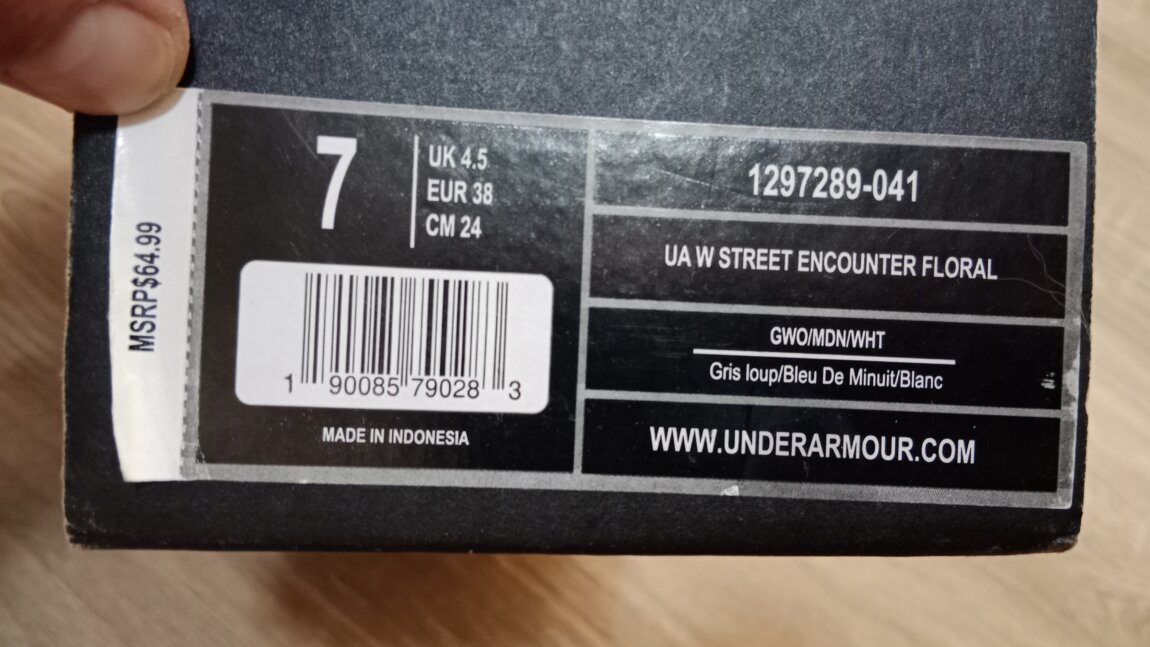 MSRP$64.99
7
UK 4.5
EUR 38
CM 24
1 90085 79028 3
MADE IN INDONESIA
1297289-041
UA W STREET ENCOUNTER FLORAL
GWO/MDN/WHT
Gris loup/Bleu De Minuit/Blanc
WWW.UNDERARMOUR.COM